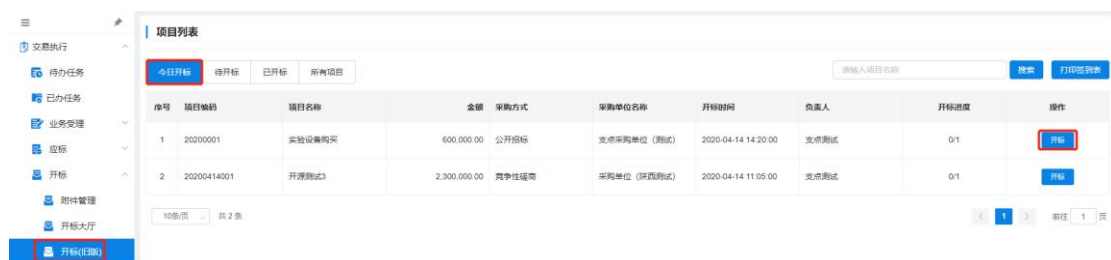 项目列表
交易执行
待办任务
已办任务
业务受理
应标
开标
附件管理
开标大厅
开标(旧版)
今日开标 待开标 已开标 所有项目 请输入项目名称 搜索 打印签到表
序号 项目编码 项目名称 金额 采购方式 采购单位名称 开标时间 负责人 开标进度 操作
1 20200001 实验设备购买 600,000.00 公开招标 支点采购单位（测试） 2020-04-14 14:20:00 支点测试 0/1 开标
2 20200414001 开源测试3 2,300,000.00 竞争性磋商 采购单位（陕西测试） 2020-04-14 11:05:00 支点测试 0/1 开标
10条/页 共 2 条 1 前往 1 页